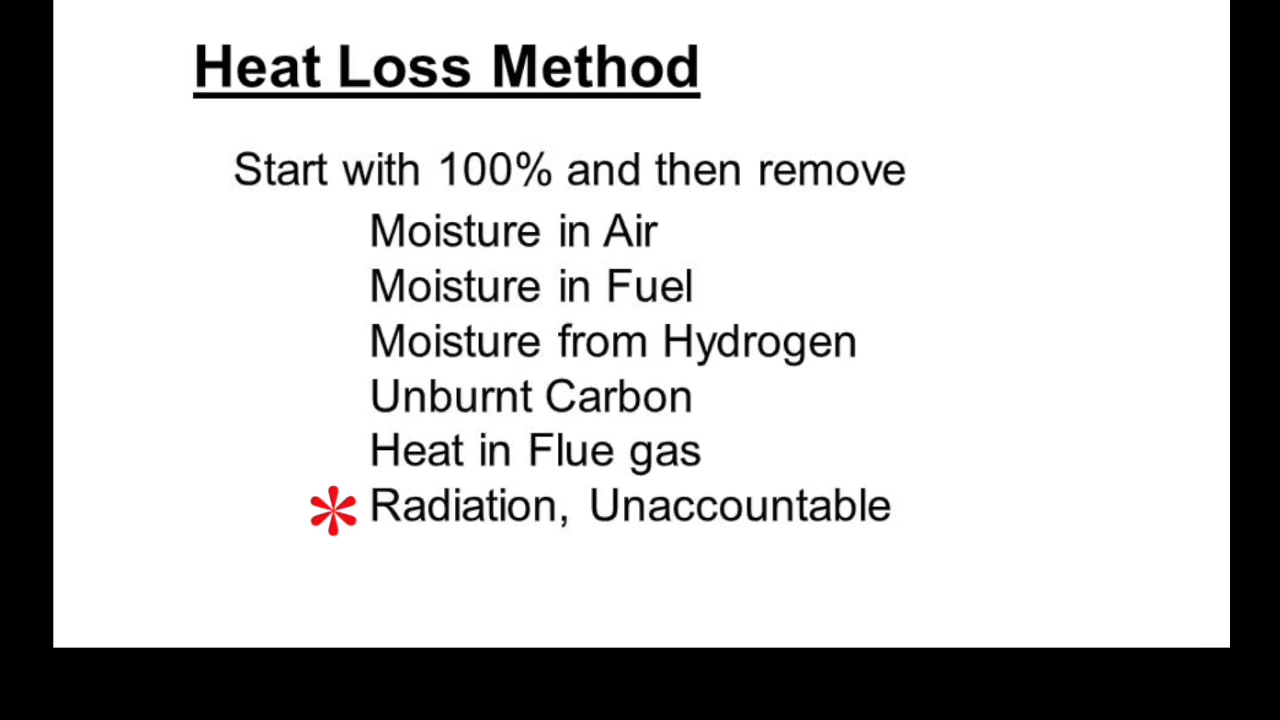 Heat Loss Method
Start with 100% and then remove
Moisture in Air
Moisture in Fuel
Moisture from Hydrogen
Unburnt Carbon
Heat in Flue gas
* Radiation, Unaccountable